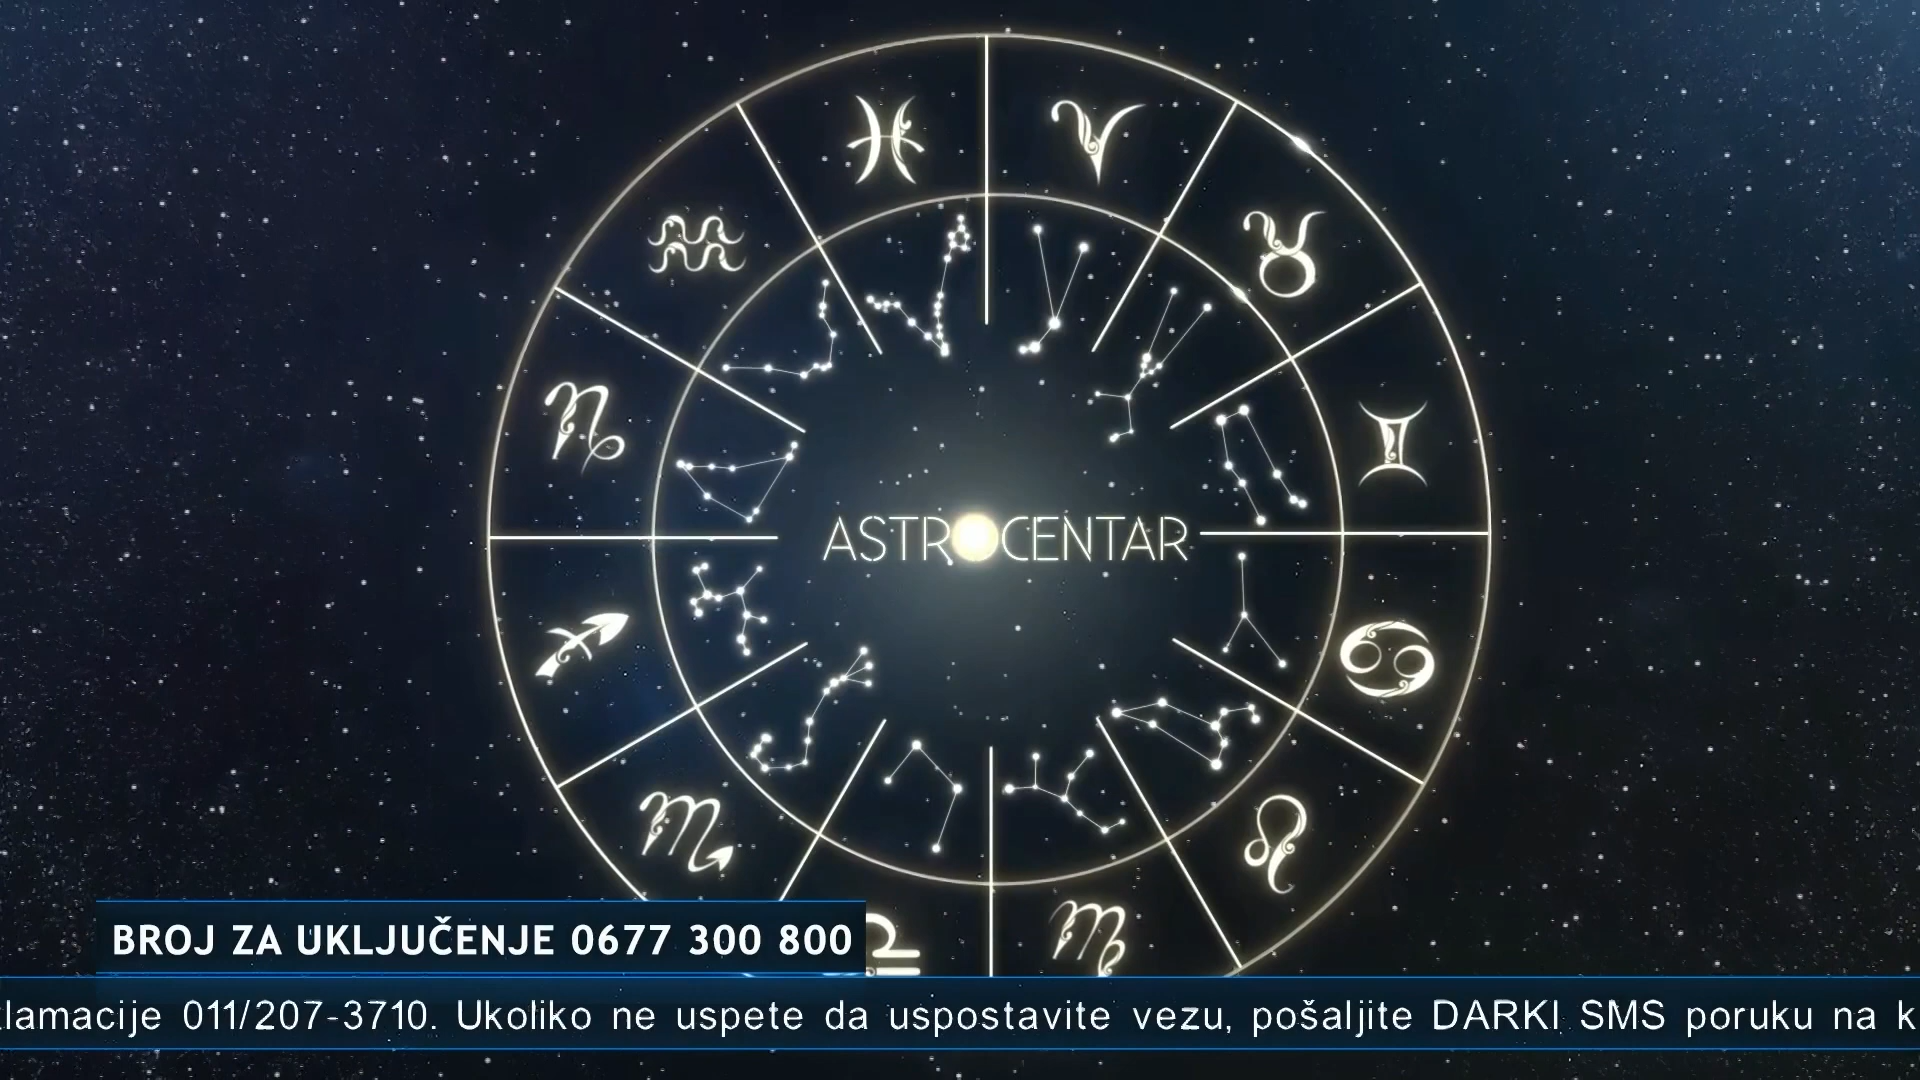 ASTROCENTAR
BROJ ZA UKLJUČENJE 0677 300 800
klamacije 011/207-3710. Ukoliko ne uspete da uspostavite vezu, pošaljite DARKI SMS poruku na k